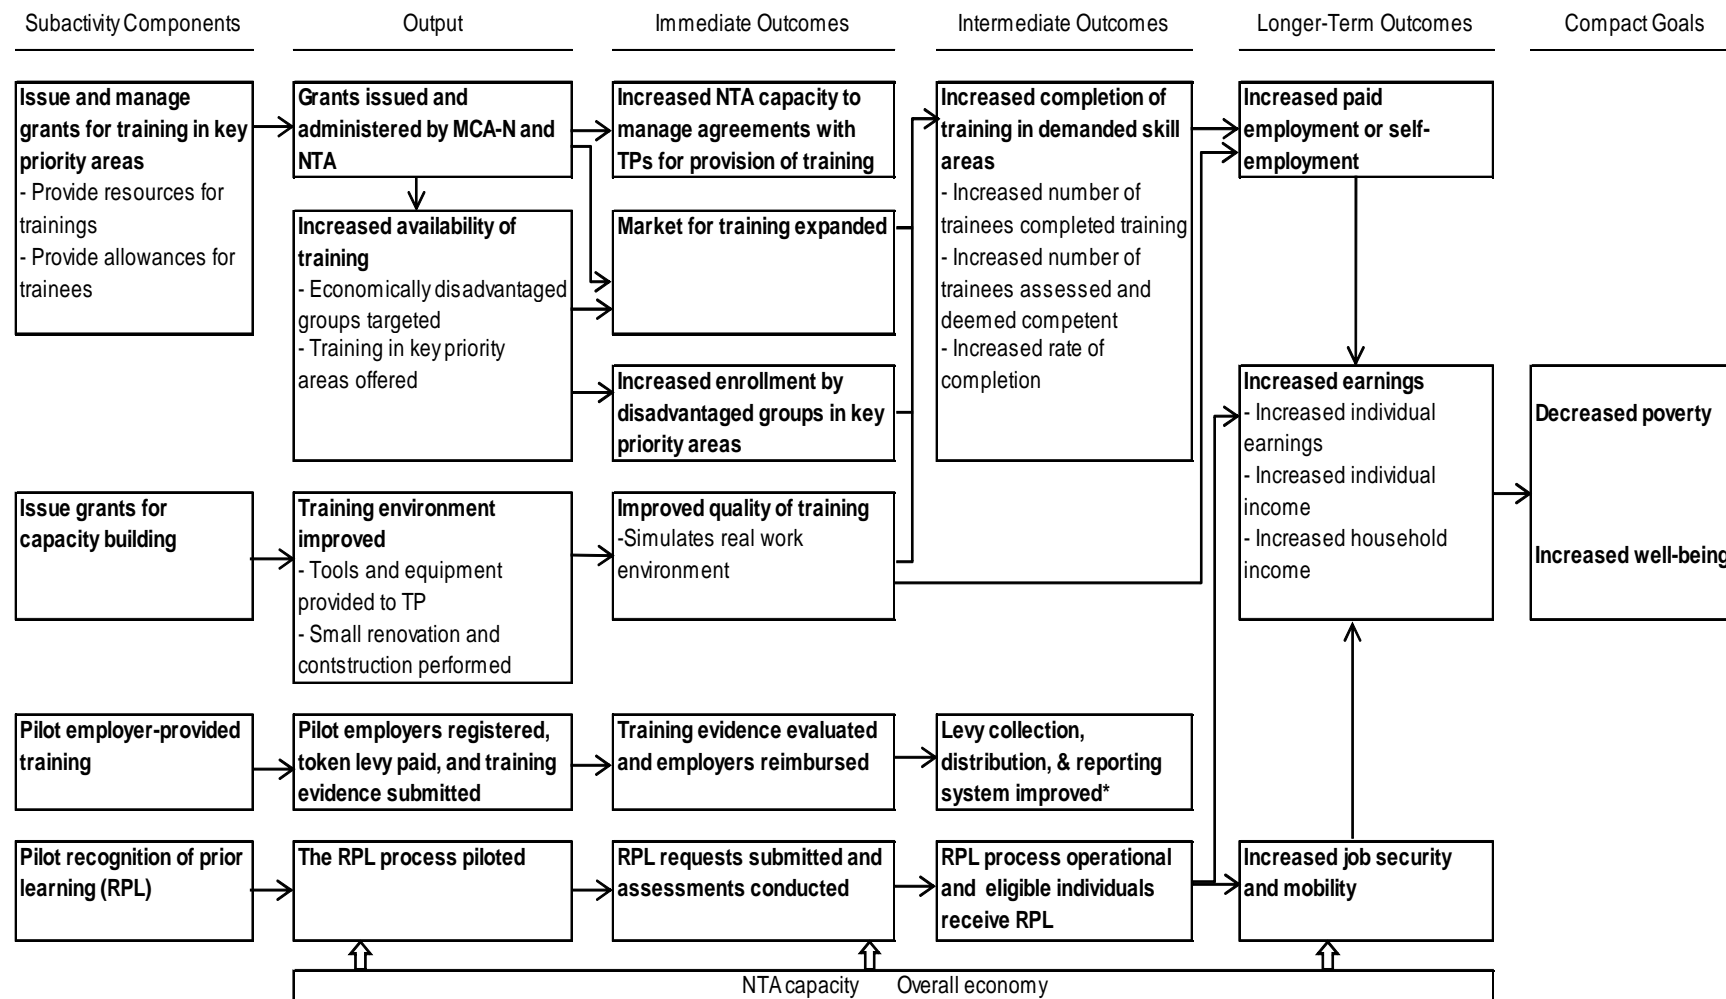 Subactivity Components
Output
Immediate Outcomes
Intermediate Outcomes
Longer-Term Outcomes
Compact Goals
Issue and manage
grants for training in key
priority areas
- Provide resources for
trainings
- Provide allowances for
trainees
Grants issued and
administered by MCA-N and
NTA
Increased NTA capacity to
manage agreements with
TPs for provision of training
Increased completion of
training in demanded skill
areas
- Increased number of
trainees completed training
- Increased number of
trainees assessed and
deemed competent
- Increased rate of
completion
Increased paid
employment or self-
employment
Increased availability of
training
- Economically disadvantaged
groups targeted
- Training in key priority
areas offered
Market for training expanded
Increased enrollment by
disadvantaged groups in key
priority areas
Increased earnings
- Increased individual
earnings
- Increased individual
income
- Increased household
income
Decreased poverty
Increased well-being
Issue grants for
capacity building
Training environment
improved
- Tools and equipment
provided to TP
- Small renovation and
contstruction performed
Improved quality of training
-Simulates real work
environment
Pilot employer-provided
training
Pilot employers registered,
token levy paid, and training
evidence submitted
Training evidence evaluated
and employers reimbursed
Levy collection,
distribution, & reporting
system improved*
Pilot recognition of prior
learning (RPL)
The RPL process piloted
RPL requests submitted and
assessments conducted
RPL process operational
and eligible individuals
receive RPL
Increased job security
and mobility
NTA capacity Overall economy